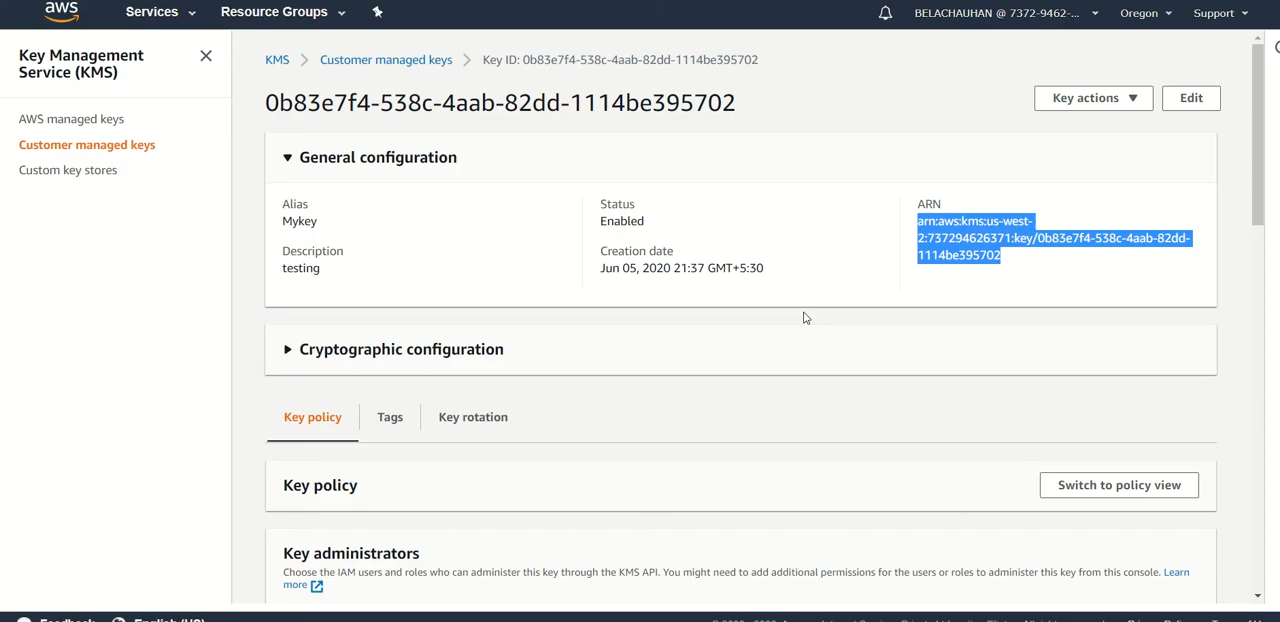 aws
Services
Resource Groups
BELACHAUHAN @ 7372-9462-...
Oregon
Support
Key Management
Service (KMS)
AWS managed keys
Customer managed keys
Custom key stores
KMS
Customer managed keys
Key ID: 0b83e7f4-538c-4aab-82dd-1114be395702
0b83e7f4-538c-4aab-82dd-1114be395702
Key actions
Edit
General configuration
Alias
Mykey
Description
testing
Status
Enabled
Creation date
Jun 05, 2020 21:37 GMT+5:30
ARN
arn:aws:kms:us-west-
2:737294626371:key/0b83e7f4-538c-4aab-82dd-
1114be395702
Cryptographic configuration
Key policy
Tags
Key rotation
Key policy
Switch to policy view
Key administrators
Choose the IAM users and roles who can administer this key through the KMS API. You might need to add additional permissions for the users or roles to administer this key from this console. Learn
more
Feedback
English (US)